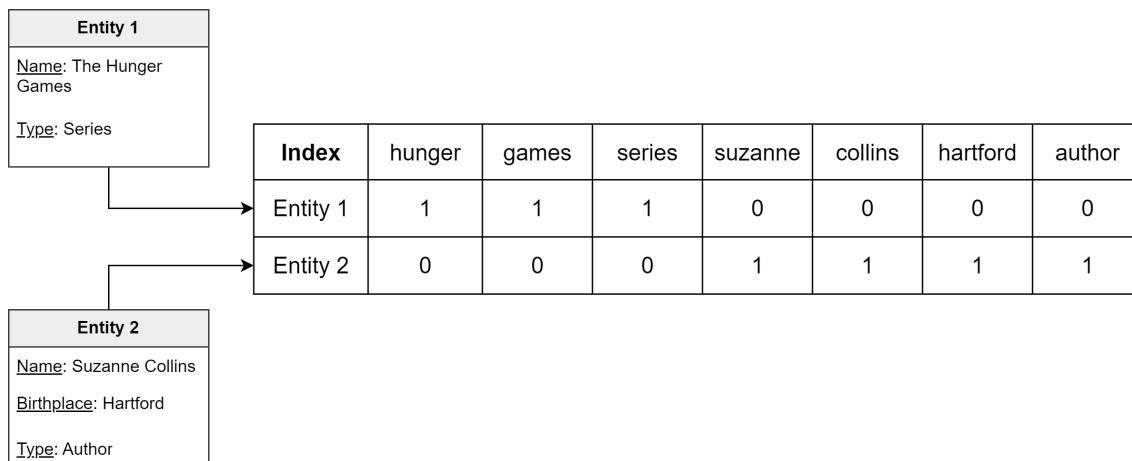 Entity 1
Name: The Hunger
Games
Type: Series
Index hunger games series suzanne collins hartford author
Entity 1 1 1 1 0 0 0 0
Entity 2 0 0 0 1 1 1 1
Entity 2
Name: Suzanne Collins
Birthplace: Hartford
Type: Author